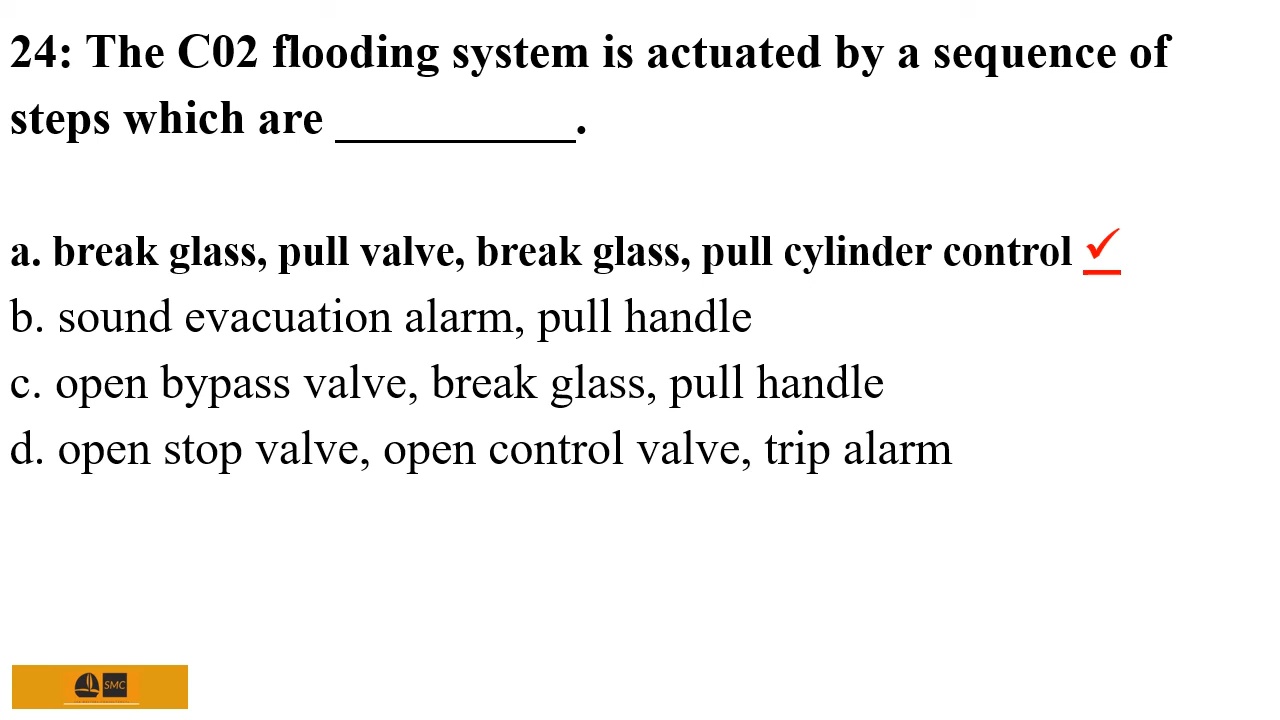 24: The C02 flooding system is actuated by a sequence of
steps which are __________.
a. break glass, pull valve, break glass, pull cylinder control ✓
b. sound evacuation alarm, pull handle
c. open bypass valve, break glass, pull handle
d. open stop valve, open control valve, trip alarm
SMC